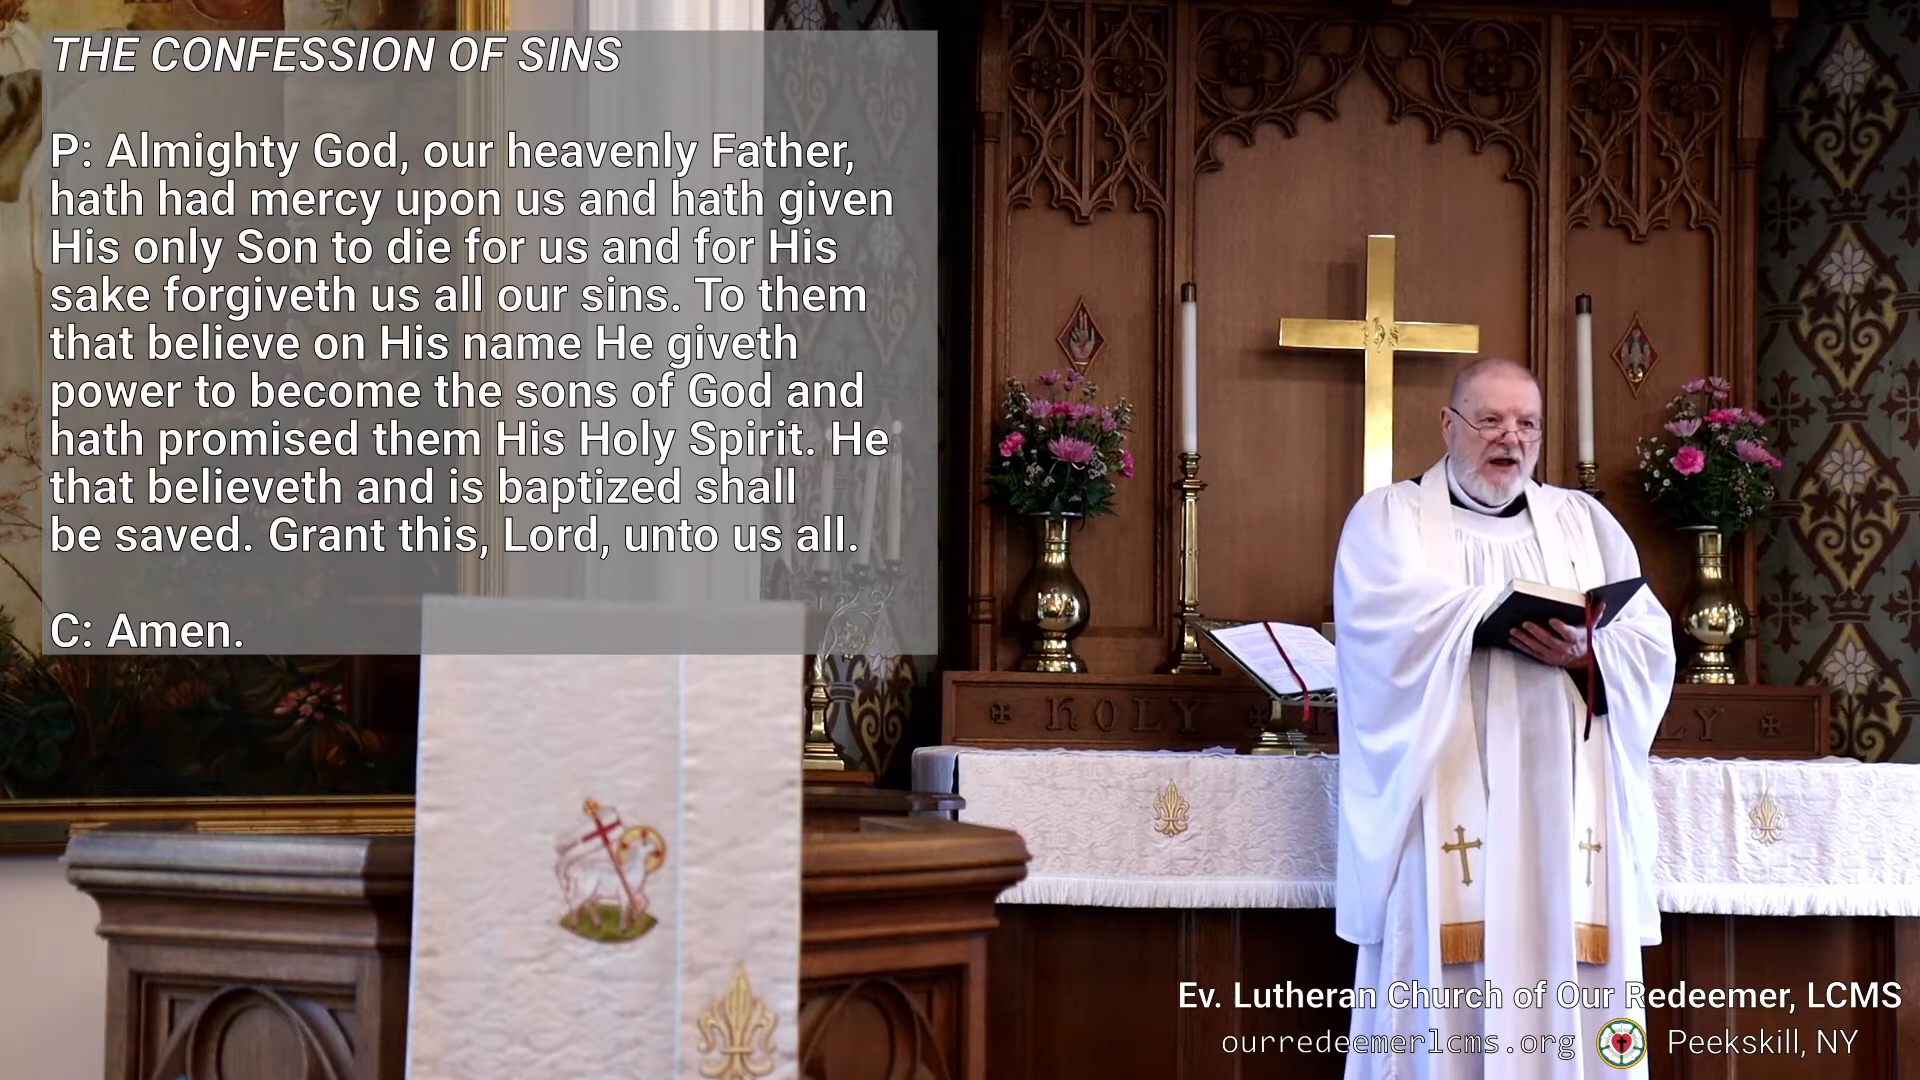 THE CONFESSION OF SINS
P: Almighty God, our heavenly Father,
hath had mercy upon us and hath given
His only Son to die for us and for His
sake forgiveth us all our sins. To them
that believe on His name He giveth
power to become the sons of God and
hath promised them His Holy Spirit. He
that believeth and is baptized shall
be saved. Grant this, Lord, unto us all.
C: Amen.
HOLY
LY
Ev. Lutheran Church of Our Redeemer, LCMS
ourredeemerlcms.org Peekskill, NY